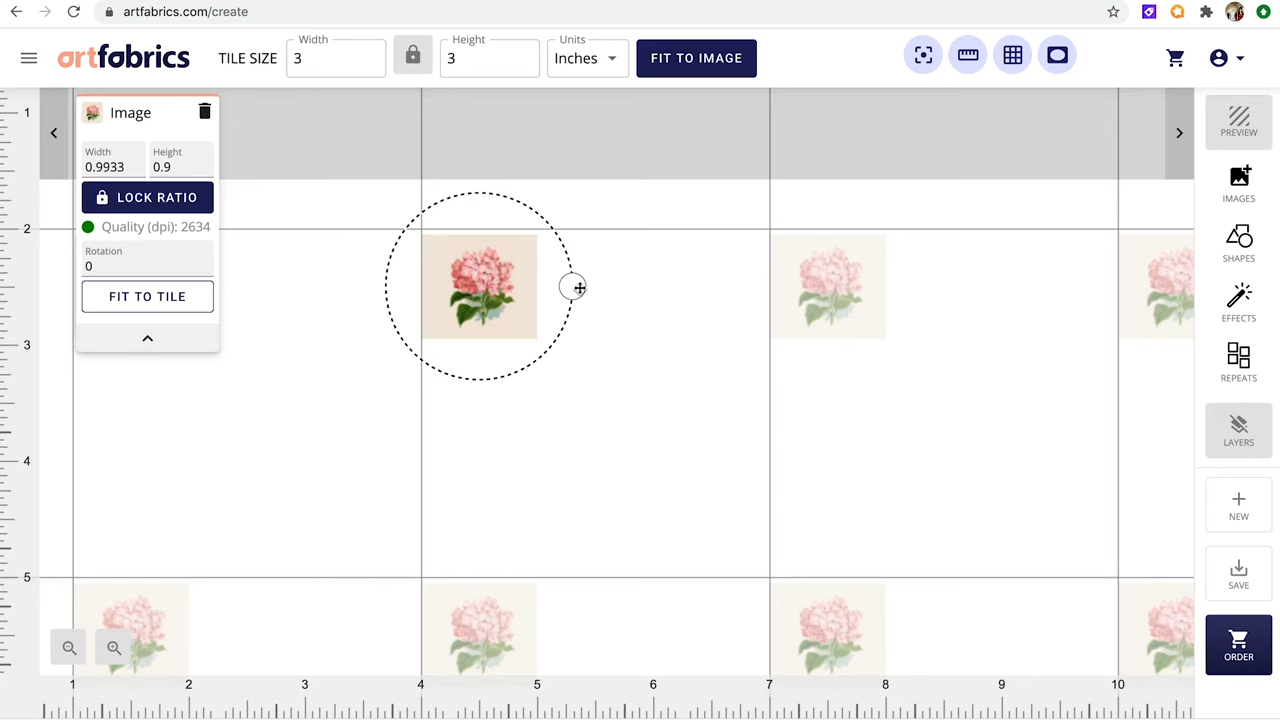 artfabrics.com/create
artfabrics
TILE SIZE
Width
3
Height
3
Units
Inches
FIT TO IMAGE
Image
Width
0.9933
Height
0.9
LOCK RATIO
Quality (dpi): 2634
Rotation
0
FIT TO TILE
PREVIEW
IMAGES
SHAPES
EFFECTS
REPEATS
LAYERS
NEW
SAVE
ORDER
1
2
3
4
5
1 2 3 4 5 6 7 8 9 10